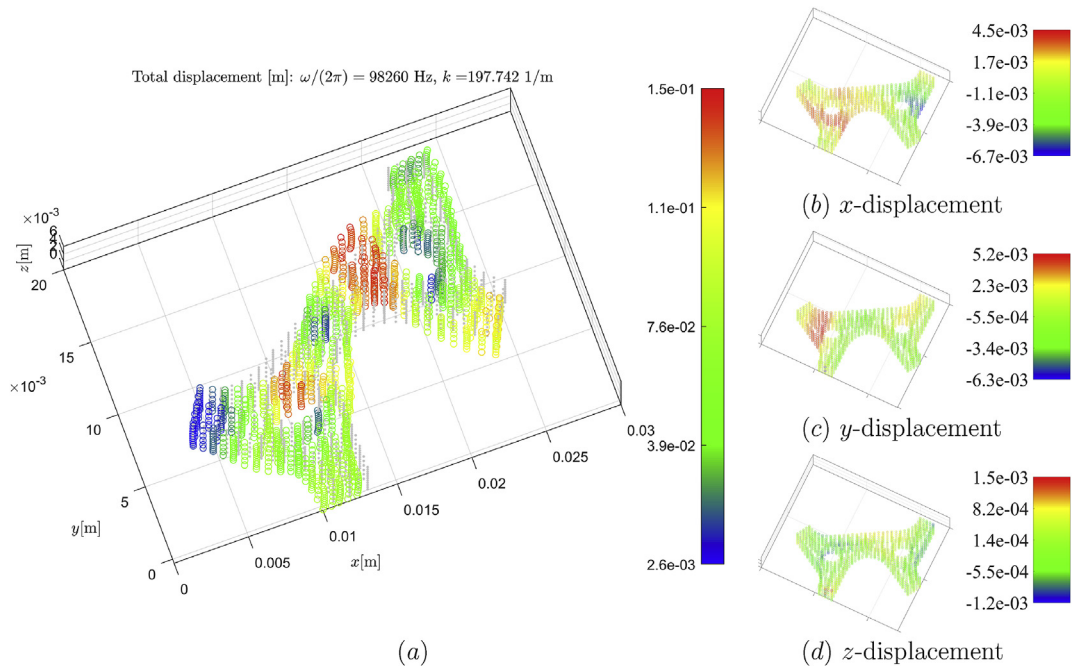 Total displacement [m]: ω/(2π) = 98260 Hz, k =197.742 1/m
×10⁻³
6
4
2
0
z[m]
20
15
×10⁻³
10
5
0
y[m]
0
0.005
0.01
0.015
0.02
0.025
0.03
x[m]
1.5e-01
1.1e-01
7.6e-02
3.9e-02
2.6e-03
(a)
4.5e-03
1.7e-03
-1.1e-03
-3.9e-03
-6.7e-03
(b) x-displacement
5.2e-03
2.3e-03
-5.5e-04
-3.4e-03
-6.3e-03
(c) y-displacement
1.5e-03
8.2e-04
1.4e-04
-5.5e-04
-1.2e-03
(d) z-displacement